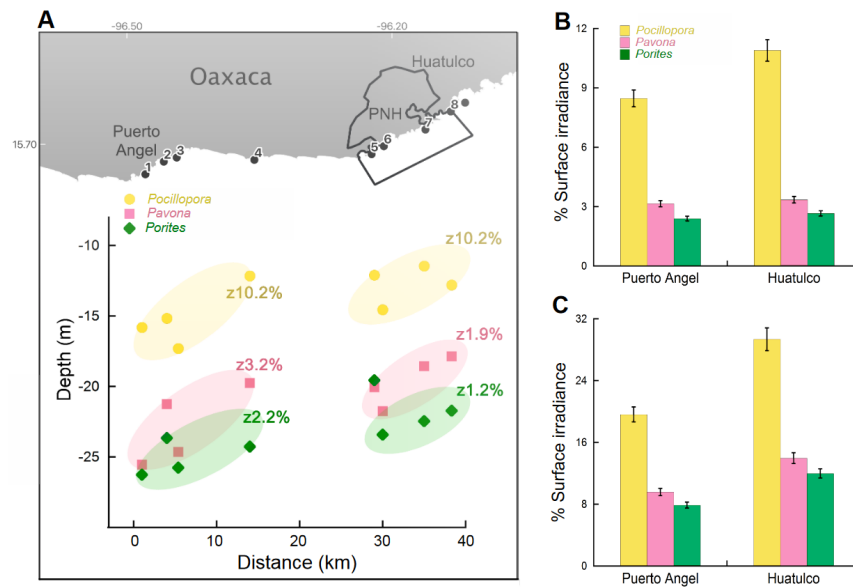 A
-96.50
-96.20
Oaxaca
Huatulco
PNH
Puerto
Angel
15.70
1
2
3
4
5
6
7
8
Pocillopora
Pavona
Porites
Depth (m)
-10
-15
-20
-25
z10.2%
z10.2%
z3.2%
z1.9%
z2.2%
z1.2%
0
10
20
30
40
Distance (km)
B
Pocillopora
Pavona
Porites
% Surface irradiance
12
9
6
3
0
Puerto Angel
Huatulco
C
% Surface irradiance
32
24
16
8
0
Puerto Angel
Huatulco